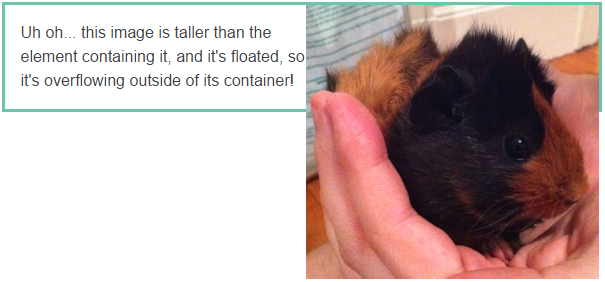 Uh oh... this image is taller than the
element containing it, and it's floated, so
it's overflowing outside of its container!